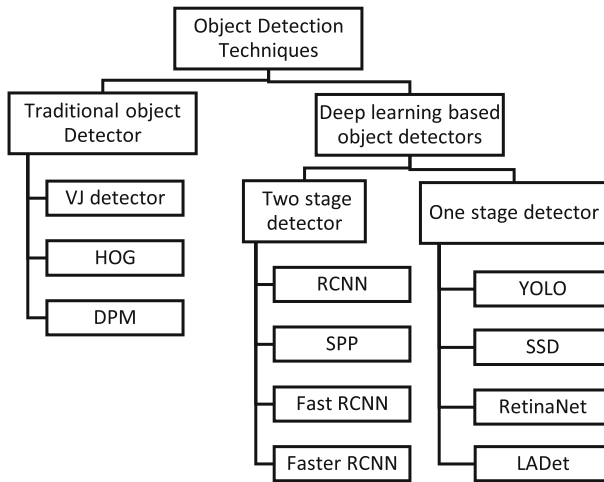 Object Detection
Techniques
Traditional object
Detector
Deep learning based
object detectors
VJ detector
HOG
DPM
Two stage
detector
One stage detector
RCNN
SPP
Fast RCNN
Faster RCNN
YOLO
SSD
RetinaNet
LADet